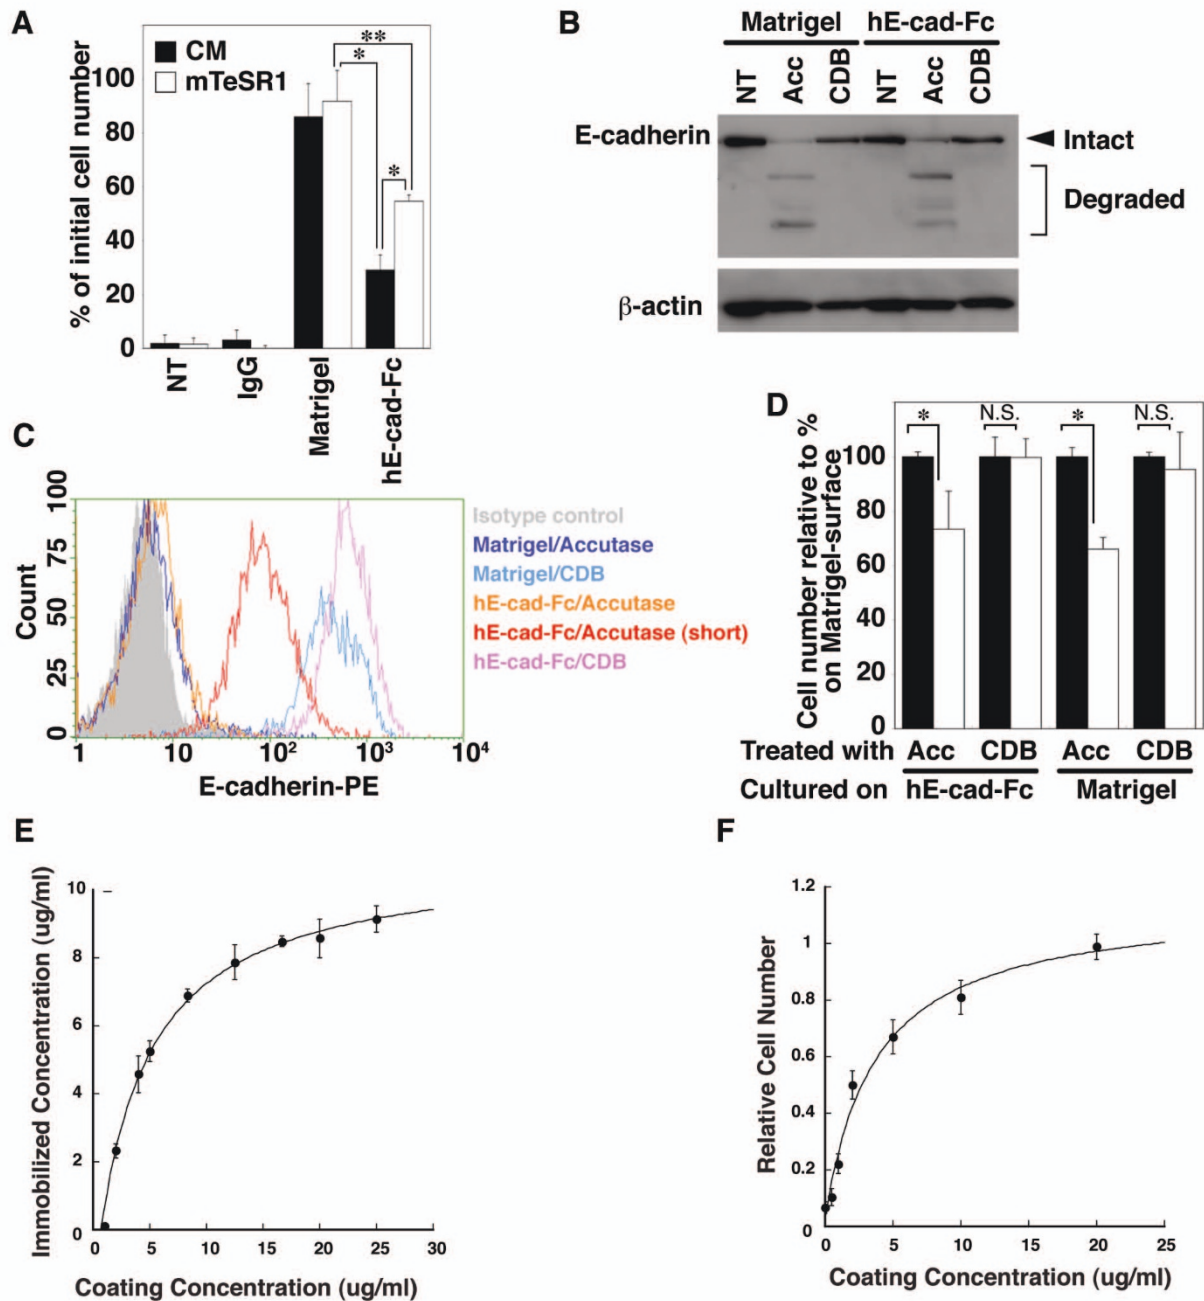 A
CM
mTeSR1
**
*
*
% of initial cell number
100
80
60
40
20
0
NT
IgG
Matrigel
hE-cad-Fc
B
Matrigel hE-cad-Fc
NT Acc CDB NT Acc CDB
E-cadherin
Intact
Degraded
β-actin
C
Count
100
75
50
25
0
1 10 10² 10³ 10⁴
E-cadherin-PE
Isotype control
Matrigel/Accutase
Matrigel/CDB
hE-cad-Fc/Accutase
hE-cad-Fc/Accutase (short)
hE-cad-Fc/CDB
D
Cell number relative to %
on Matrigel-surface
* N.S. * N.S.
100
80
60
40
20
0
Treated with Acc CDB Acc CDB
Cultured on hE-cad-Fc Matrigel
E
Immobilized Concentration (ug/ml)
10
8
6
4
2
0
0 5 10 15 20 25 30
Coating Concentration (ug/ml)
F
Relative Cell Number
1.2
1
0.8
0.6
0.4
0.2
0
0 5 10 15 20 25
Coating Concentration (ug/ml)